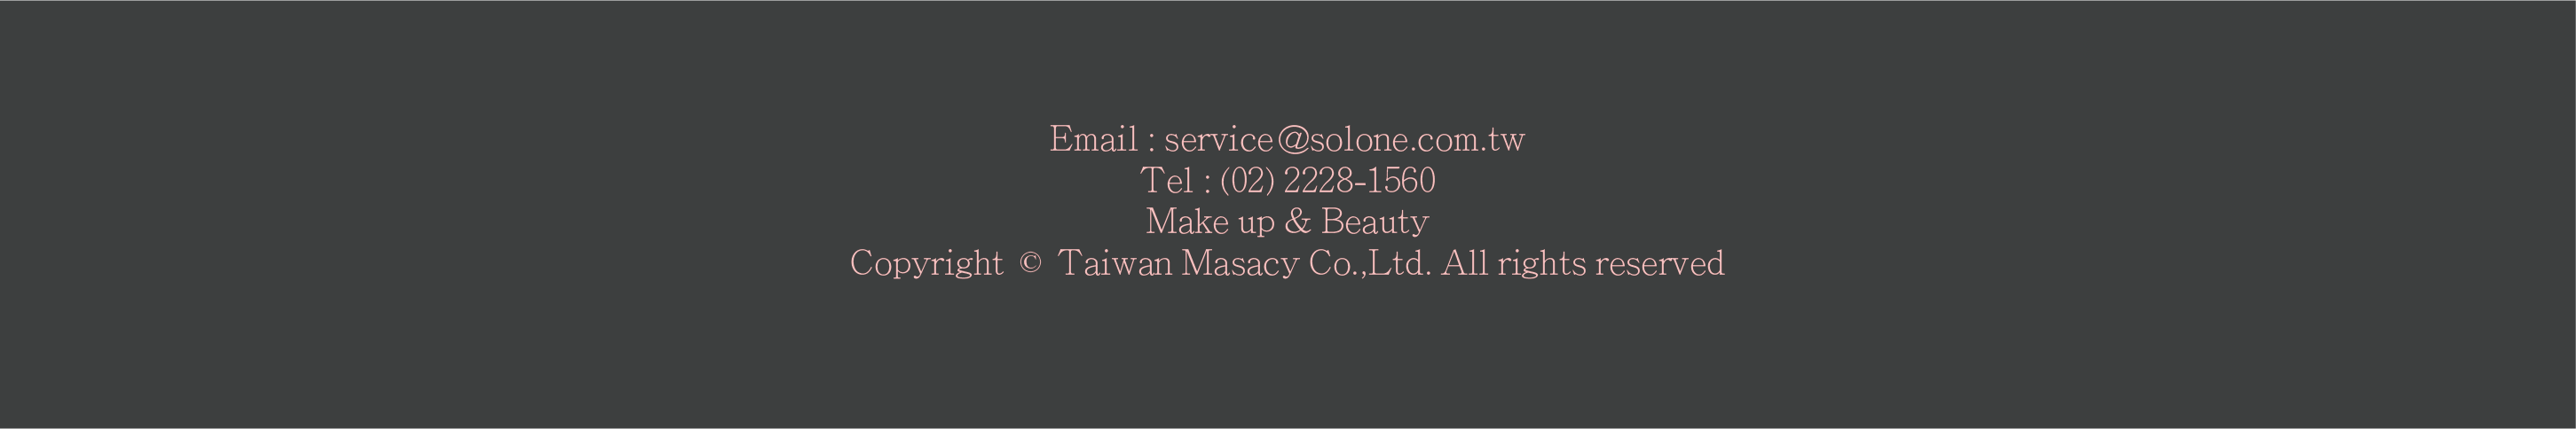 Email : service@solone.com.tw
Tel : (02) 2228-1560
Make up & Beauty
Copyright © Taiwan Masacy Co.,Ltd. All rights reserved